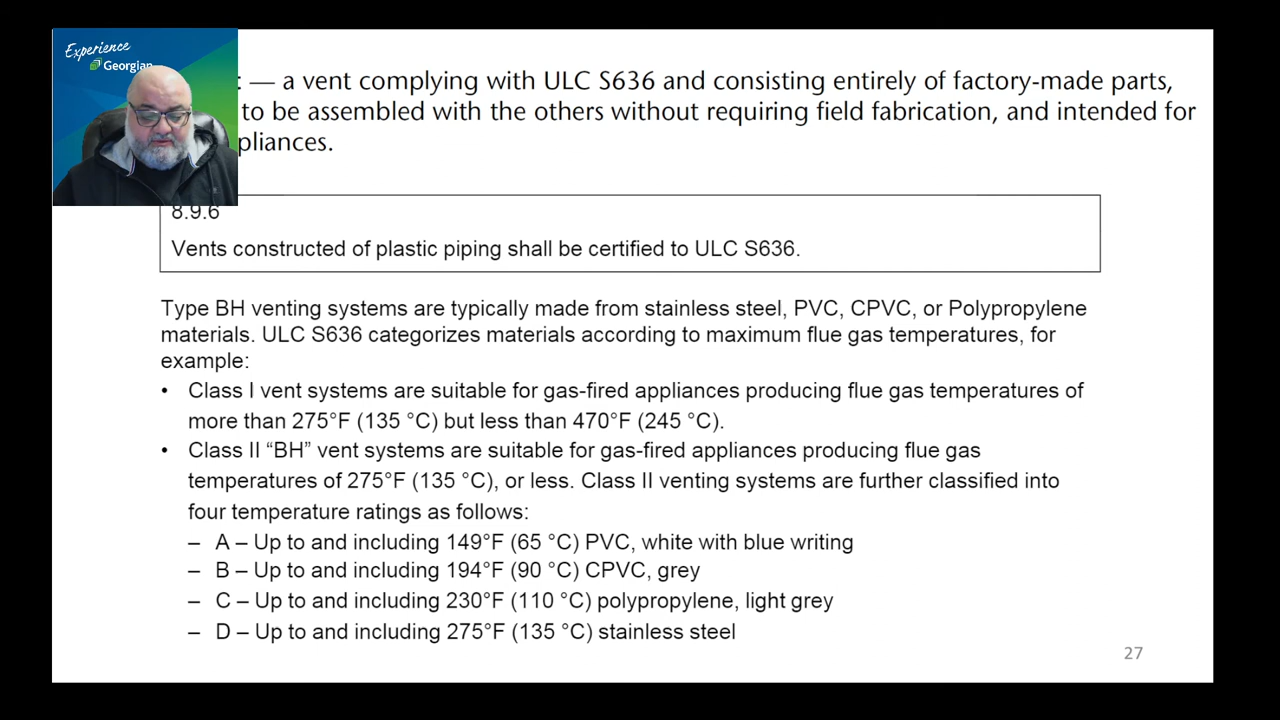 Experience
Georgian
: — a vent complying with ULC S636 and consisting entirely of factory-made parts,
to be assembled with the others without requiring field fabrication, and intended for
pliances.
8.9.6
Vents constructed of plastic piping shall be certified to ULC S636.
Type BH venting systems are typically made from stainless steel, PVC, CPVC, or Polypropylene
materials. ULC S636 categorizes materials according to maximum flue gas temperatures, for
example:
• Class I vent systems are suitable for gas-fired appliances producing flue gas temperatures of
more than 275°F (135 °C) but less than 470°F (245 °C).
• Class II “BH” vent systems are suitable for gas-fired appliances producing flue gas
temperatures of 275°F (135 °C), or less. Class II venting systems are further classified into
four temperature ratings as follows:
– A – Up to and including 149°F (65 °C) PVC, white with blue writing
– B – Up to and including 194°F (90 °C) CPVC, grey
– C – Up to and including 230°F (110 °C) polypropylene, light grey
– D – Up to and including 275°F (135 °C) stainless steel
27